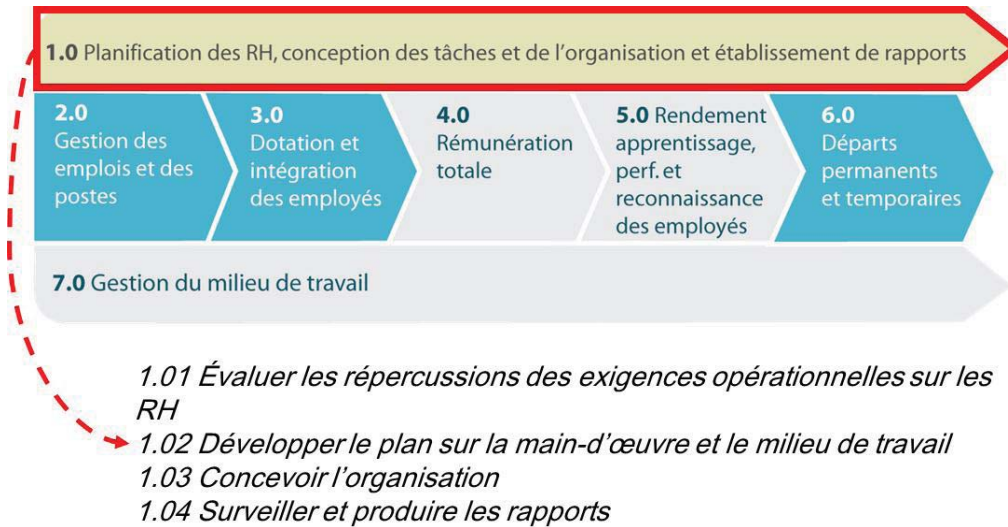 1.0 Planification des RH, conception des tâches et de l'organisation et établissement de rapports
2.0
Gestion des
emplois et des
postes
3.0
Dotation et
intégration
des employés
4.0
Rémunération
totale
5.0 Rendement
apprentissage,
perf. et
reconnaissance
des employés
6.0
Départs
permanents
et temporaires
7.0 Gestion du milieu de travail
1.01 Évaluer les répercussions des exigences opérationnelles sur les
RH
1.02 Développer le plan sur la main-d'œuvre et le milieu de travail
1.03 Concevoir l'organisation
1.04 Surveiller et produire les rapports